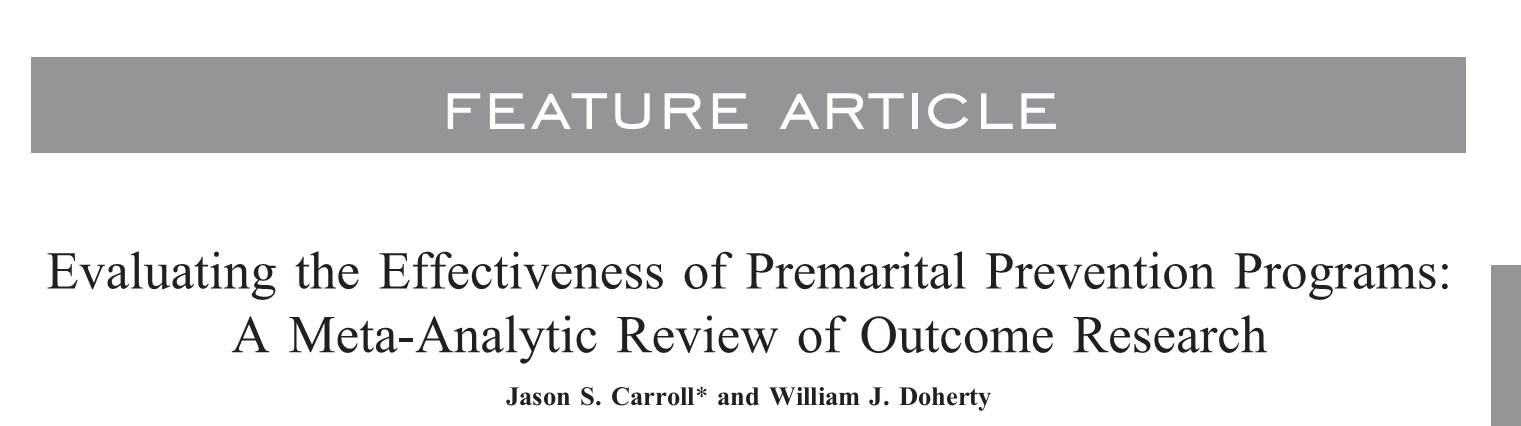 FEATURE ARTICLE
Evaluating the Effectiveness of Premarital Prevention Programs:
A Meta-Analytic Review of Outcome Research
Jason S. Carroll* and William J. Doherty